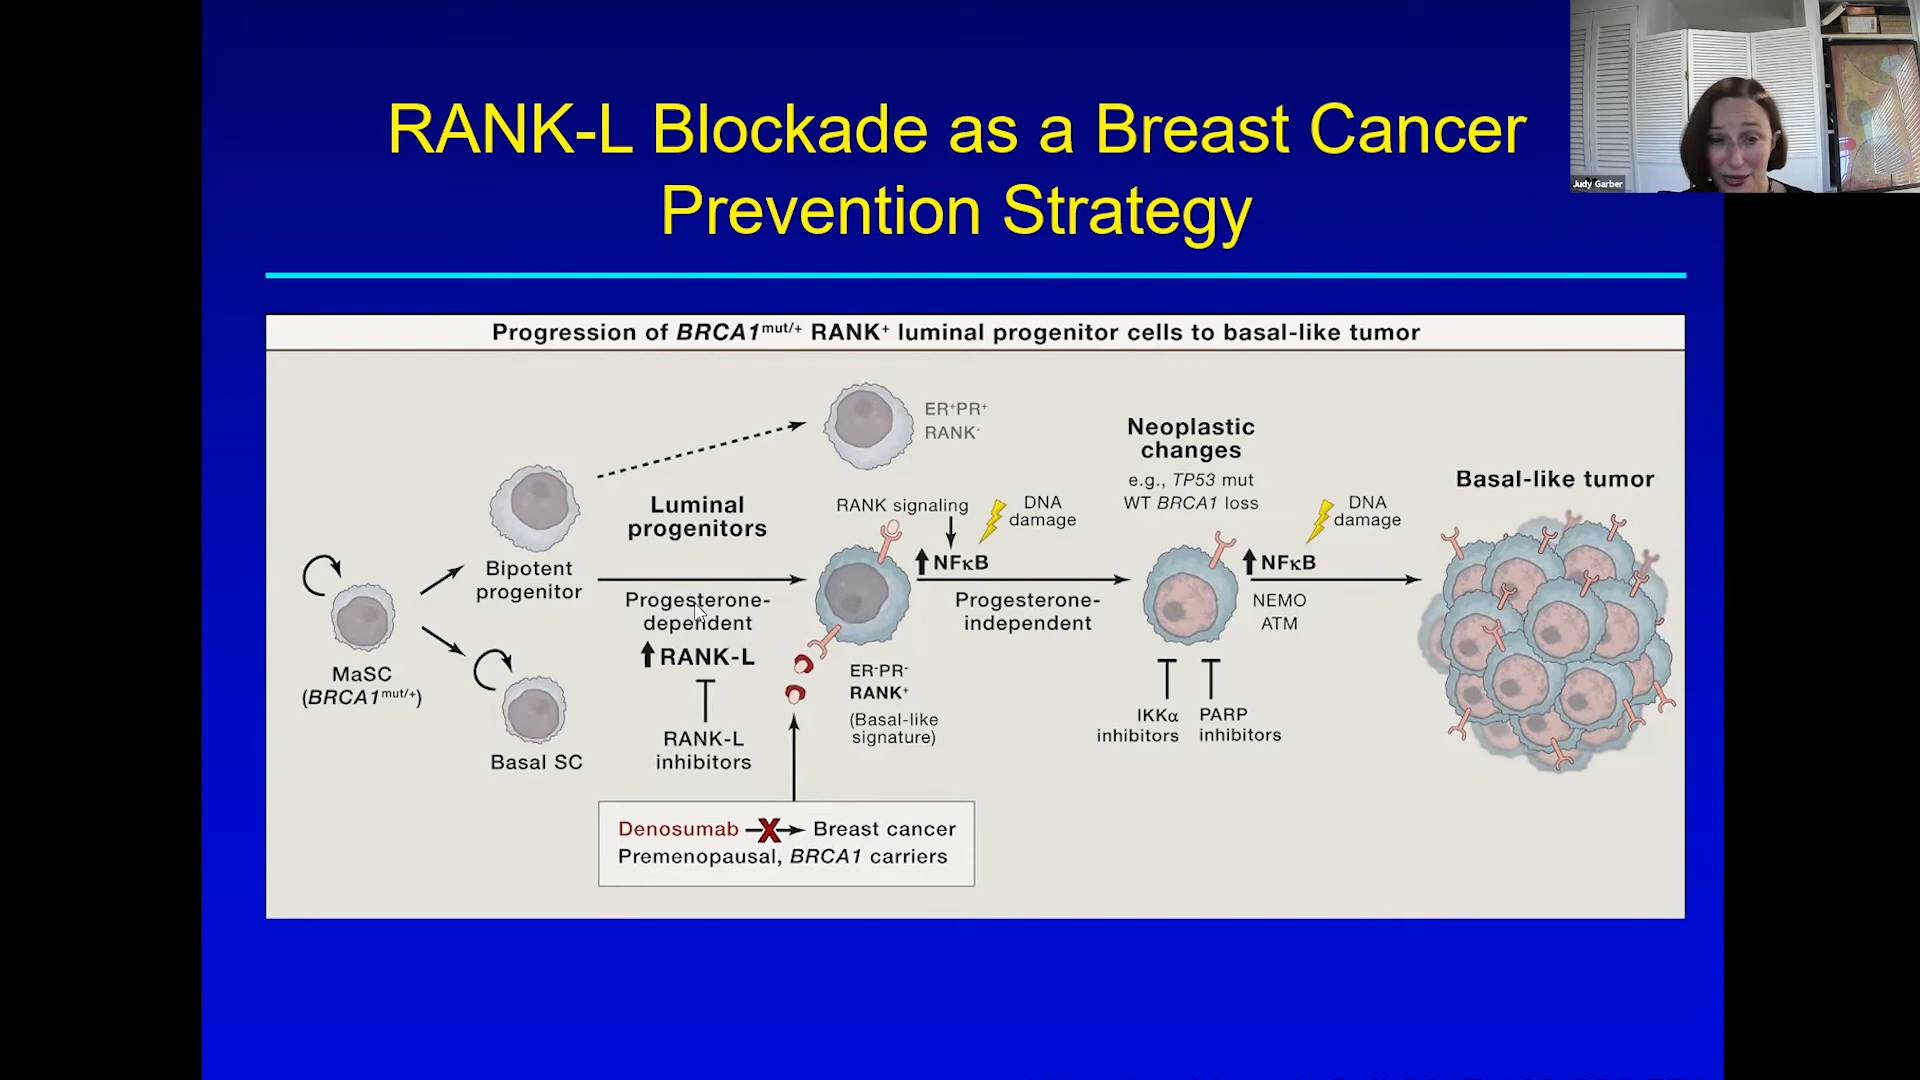 RANK-L Blockade as a Breast Cancer
Prevention Strategy
Judy Garber
Progression of BRCA1mut/+ RANK+ luminal progenitor cells to basal-like tumor
ER+PR+
RANK-
Neoplastic
changes
e.g., TP53 mut
WT BRCA1 loss
Basal-like tumor
Luminal
progenitors
RANK signaling
DNA
damage
DNA
damage
NFκB
NFκB
Bipotent
progenitor
Progesterone-
dependent
RANK-L
Progesterone-
independent
NEMO
ATM
MaSC
(BRCA1mut/+)
ER-PR-
RANK+
(Basal-like
signature)
RANK-L
inhibitors
IKKα
inhibitors
PARP
inhibitors
Basal SC
Denosumab X Breast cancer
Premenopausal, BRCA1 carriers